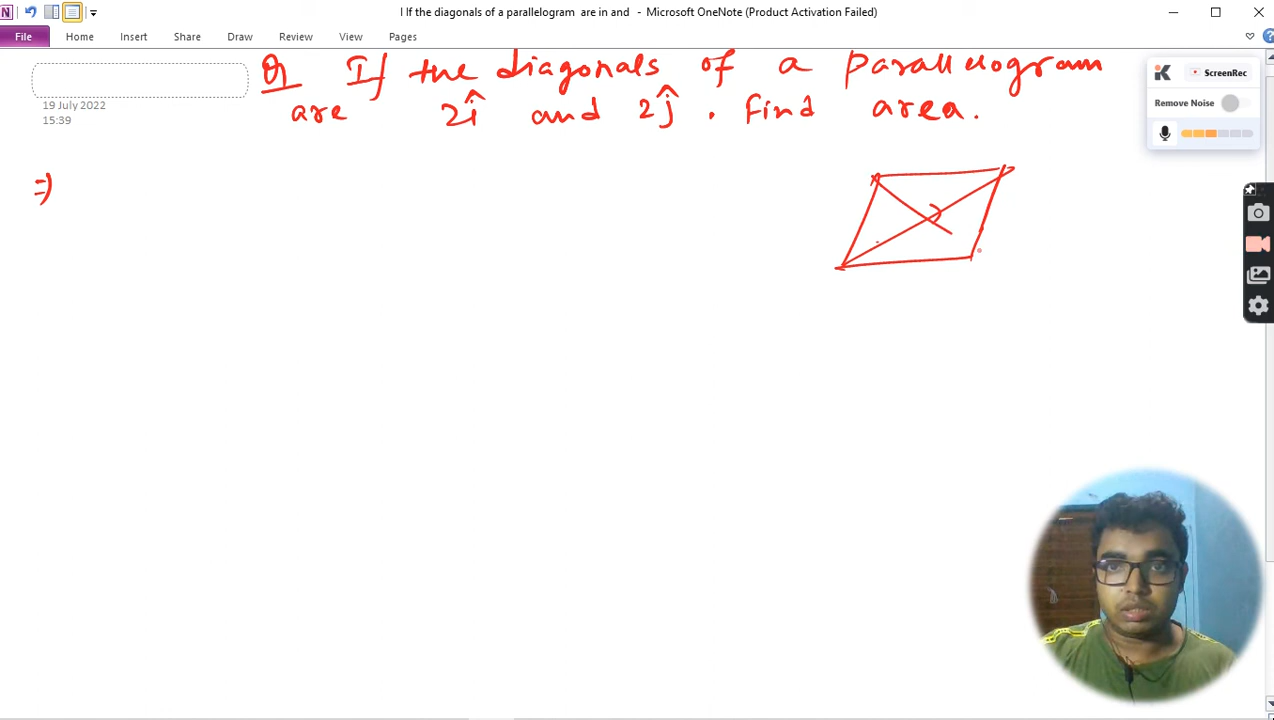 I If the diagonals of a parallelogram are in and - Microsoft OneNote (Product Activation Failed)
File Home Insert Share Draw Review View Pages
Q1 If the diagonals of a parallelogram
are 2î and 2ĵ . Find area.
19 July 2022
15:39
=)
ScreenRec
Remove Noise